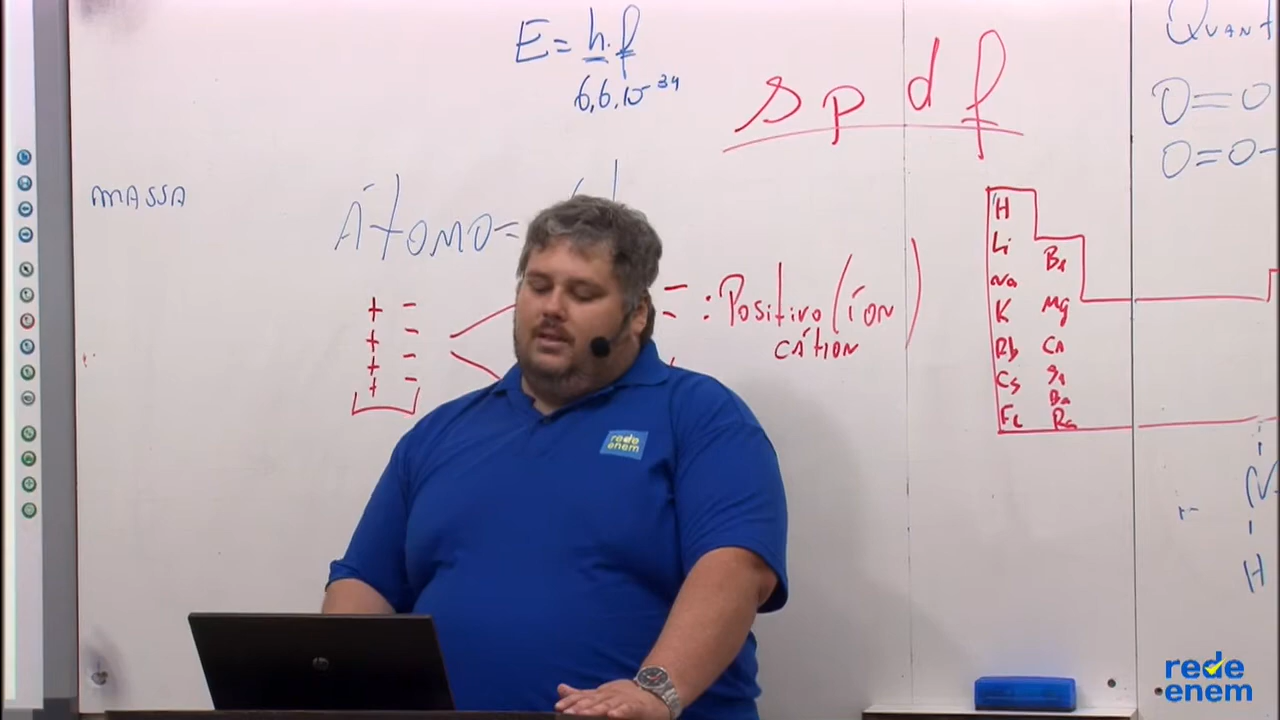 E = h.f
6,6.10⁻³⁴
s p d f
QUANT
O=O
O=O-
MASSA
ÁTOMO =
+ -
+ -
+ -
+ -
: Positivo (íon)
cátion
H
Li
Be
Na
Mg
K
Ca
Rb
Sr
Cs
Ba
Fr
Ra
N
H
rede
enem
hp
rede
enem